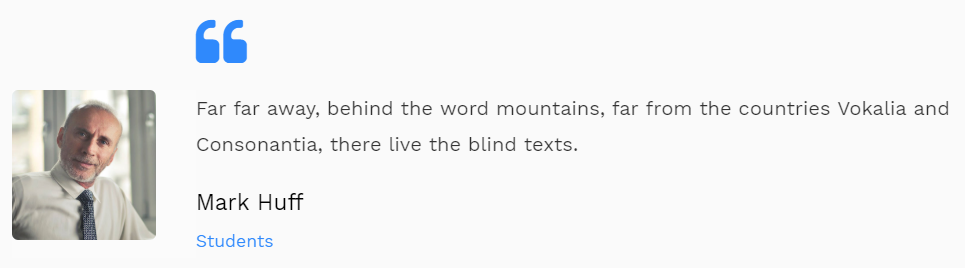 Far far away, behind the word mountains, far from the countries Vokalia and
Consonantia, there live the blind texts.
Mark Huff
Students